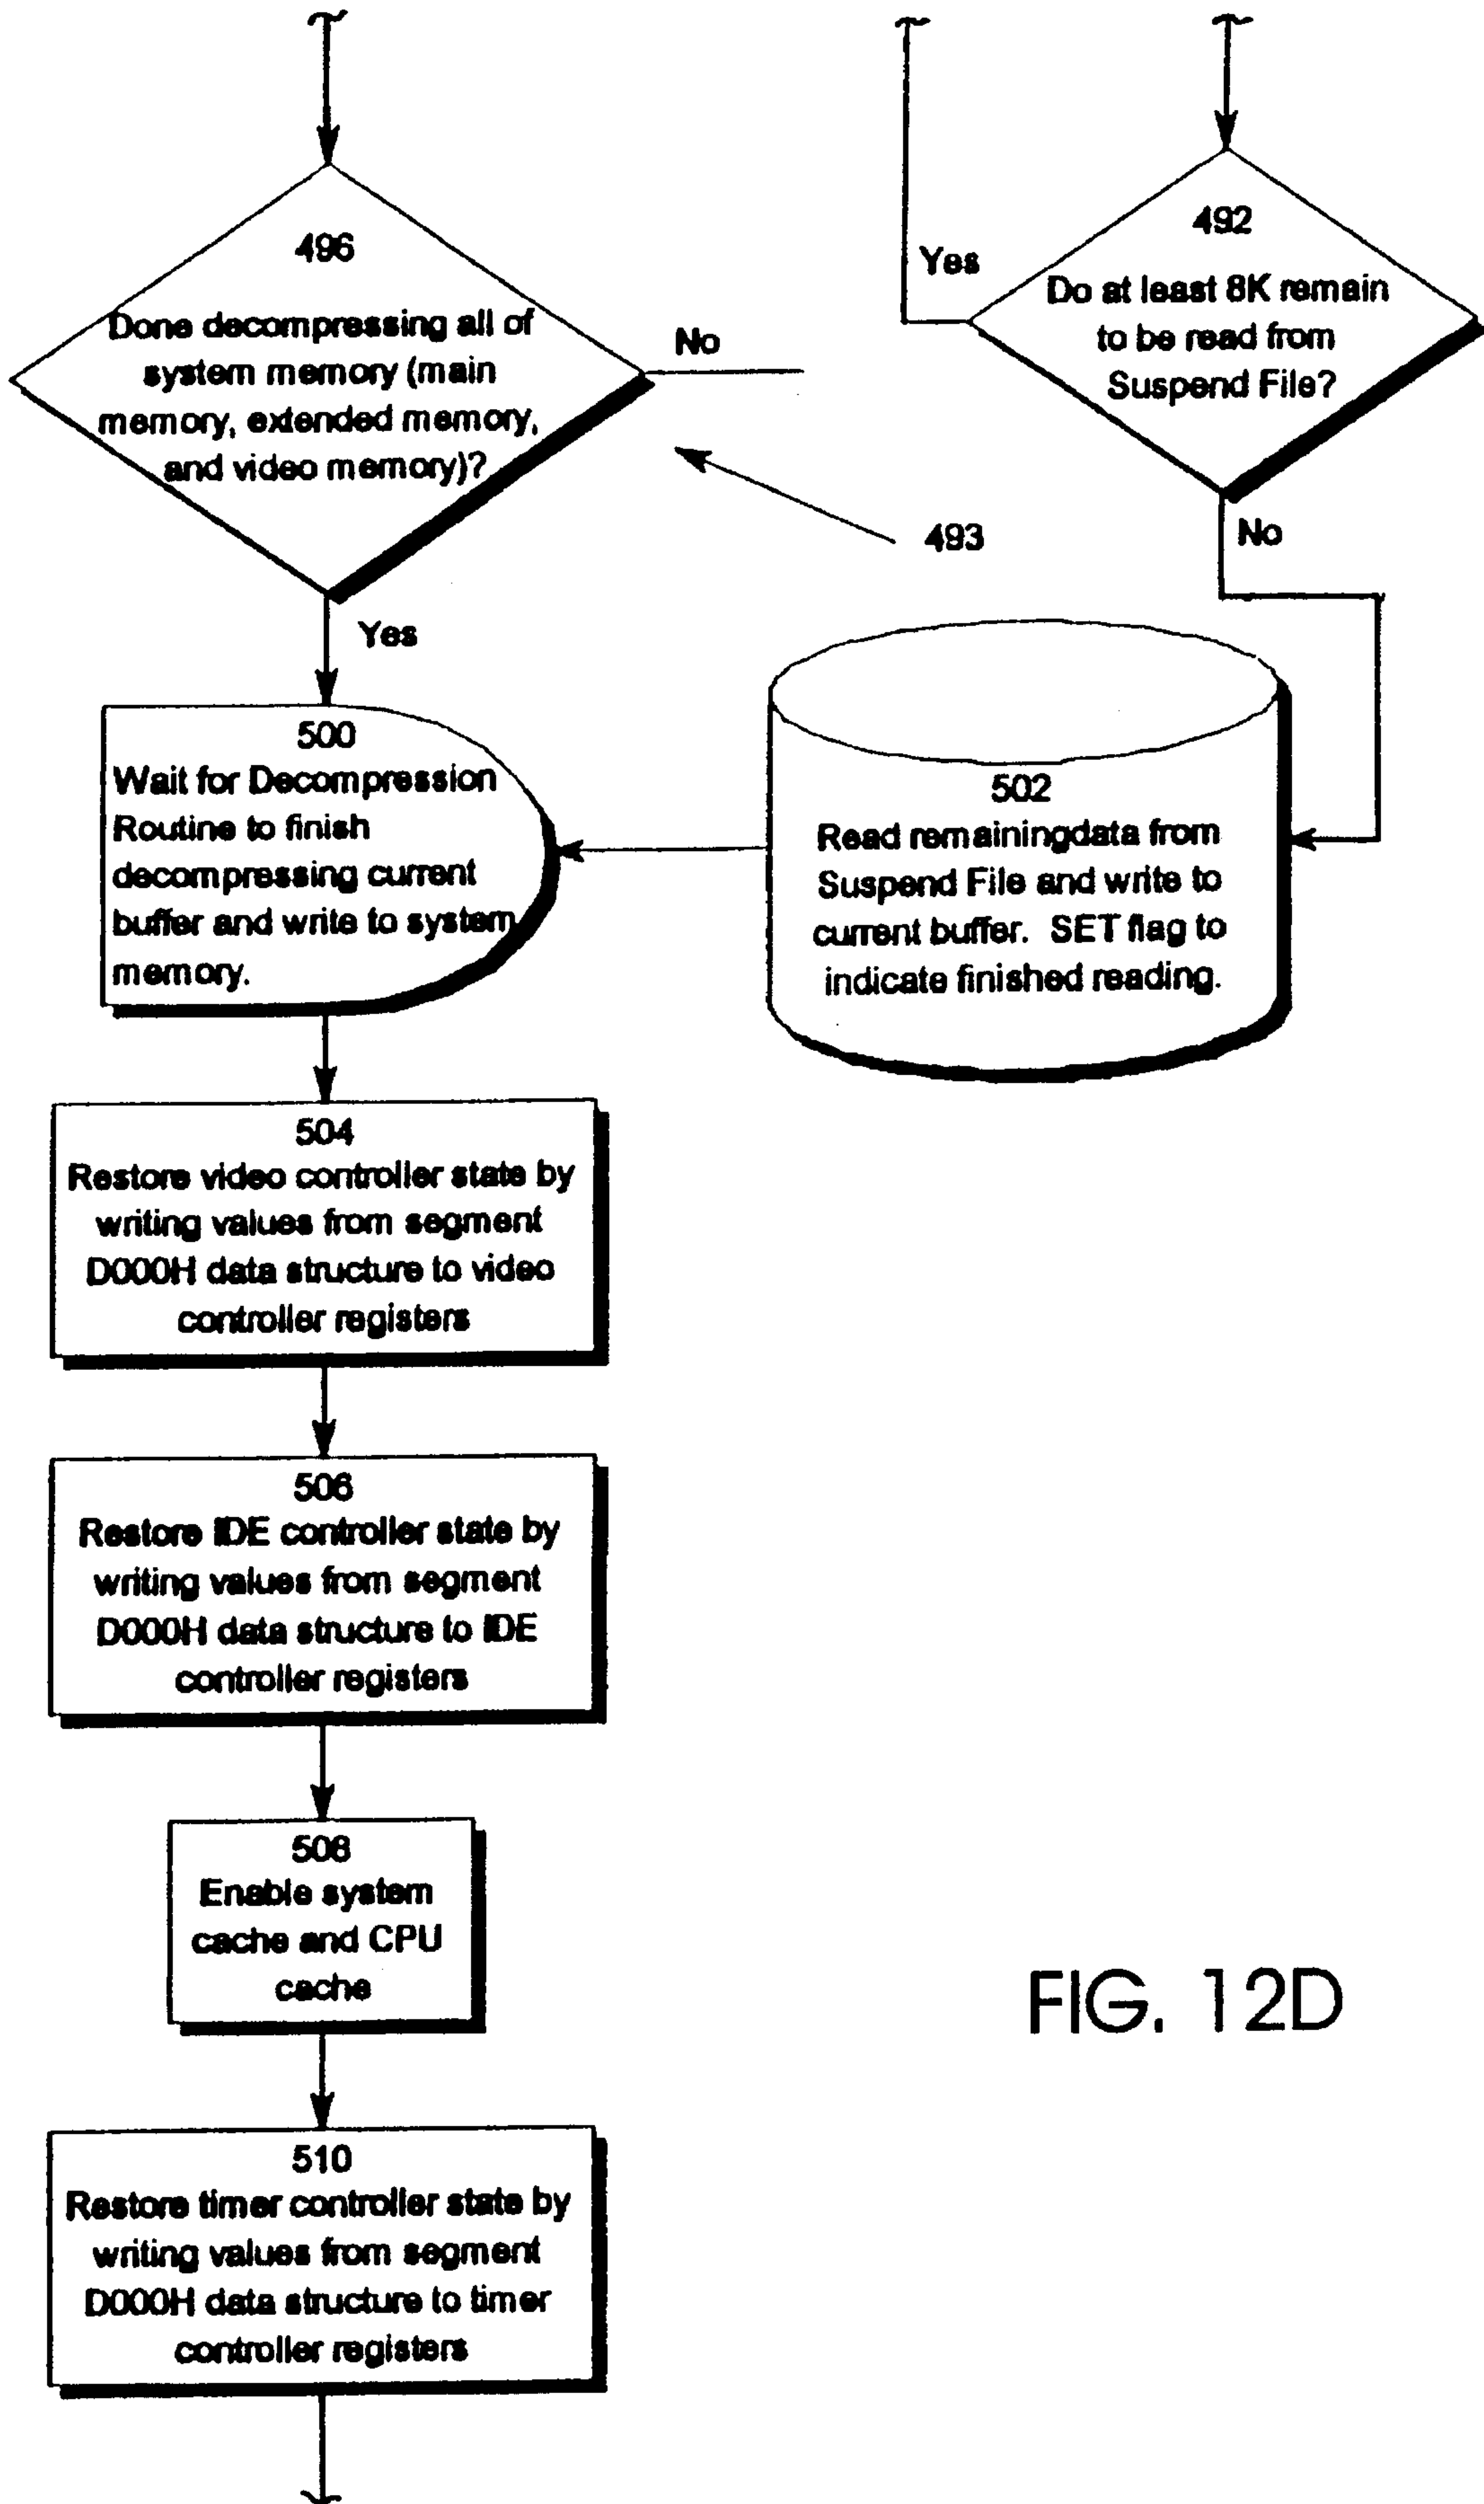 496
Done decompressing all of
system memory (main
memory, extended memory,
and video memory)?
No
Yes
492
Do at least 8K remain
to be read from
Suspend File?
Yes
No
493
500
Wait for Decompression
Routine to finish
decompressing current
buffer and write to system
memory.
502
Read remainingdata from
Suspend File and write to
current buffer. SET flag to
indicate finished reading.
504
Restore video controller state by
writing values from segment
D000H data structure to video
controller registers
506
Restore IDE controller state by
writing values from segment
D000H data structure to IDE
controller registers
508
Enable system
cache and CPU
cache
510
Restore timer controller state by
writing values from segment
D000H data structure to timer
controller registers
FIG. 12D